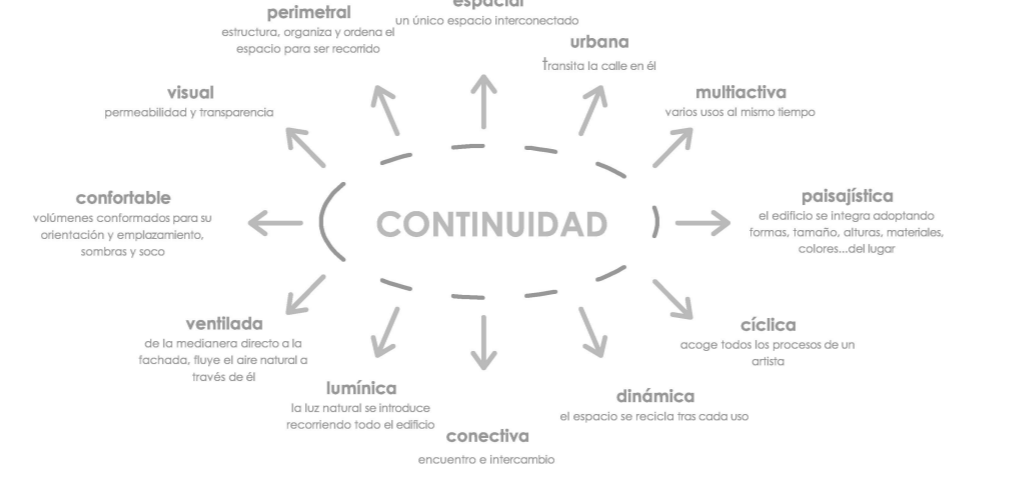 espacial
un único espacio interconectado
perimetral
estructura, organiza y ordena el
espacio para ser recorrido
urbana
transita la calle en él
visual
permeabilidad y transparencia
multiactiva
varios usos al mismo tiempo
confortable
volúmenes conformados para su
orientación y emplazamiento,
sombras y soco
CONTINUIDAD
paisajística
el edificio se integra adoptando
formas, tamaño, alturas, materiales,
colores...del lugar
ventilada
de la medianera directo a la
fachada, fluye el aire natural a
través de él
cíclica
acoge todos los procesos de un
artista
lumínica
la luz natural se introduce
recorriendo todo el edificio
dinámica
el espacio se recicla tras cada uso
conectiva
encuentro e intercambio